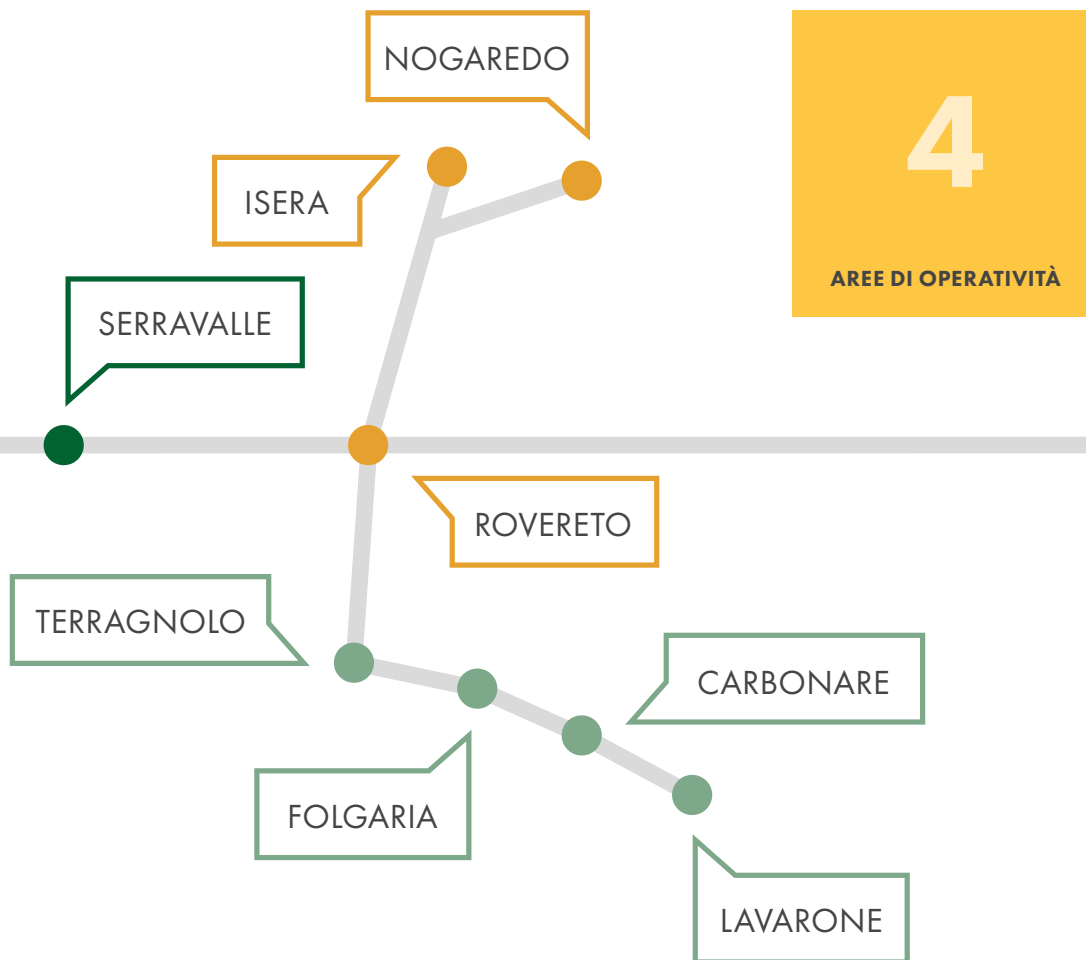 NOGAREDO
4
ISERA
AREE DI OPERATIVITÀ
SERRAVALLE
ROVERETO
TERRAGNOLO
CARBONARE
FOLGARIA
LAVARONE